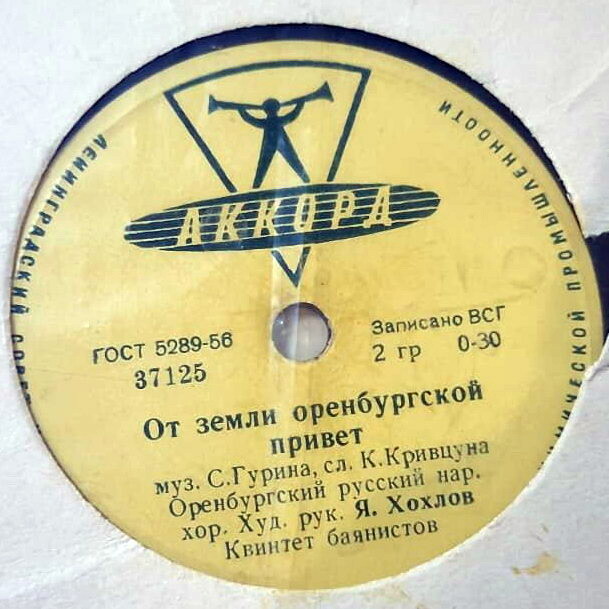 ЛЕНИНГРАДСКИЙ
ПРОМЫШЛЕННОСТИ
АККОРД
ГОСТ 5289-56
37125
Записано ВСГ
2 гр 0-30
От земли оренбургской
привет
муз. С.Гурина, сл. К.Кривцуна
Оренбургский русский нар.
хор. Худ. рук. Я. Хохлов
Квинтет баянистов